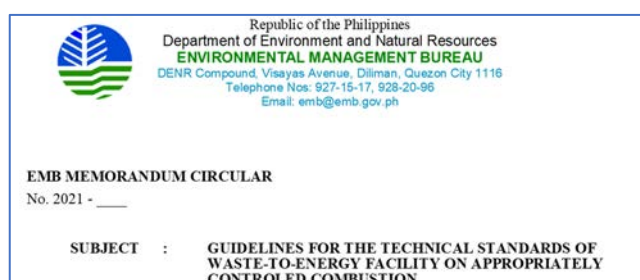 Republic of the Philippines
Department of Environment and Natural Resources
ENVIRONMENTAL MANAGEMENT BUREAU
DENR Compound, Visayas Avenue, Diliman, Quezon City 1116
Telephone Nos: 927-15-17, 928-20-96
Email: emb@emb.gov.ph
EMB MEMORANDUM CIRCULAR
No. 2021 - ____
SUBJECT : GUIDELINES FOR THE TECHNICAL STANDARDS OF
WASTE-TO-ENERGY FACILITY ON APPROPRIATELY
CONTROLED COMBUSTION